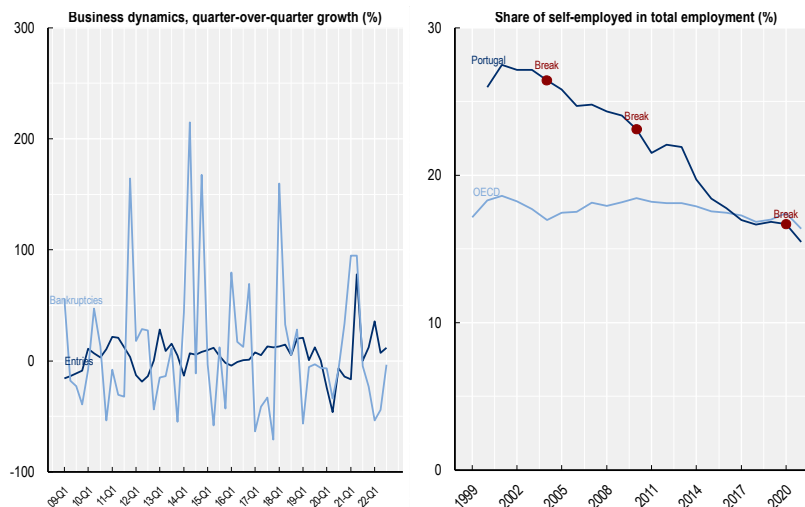 Business dynamics, quarter-over-quarter growth (%)
300
200
100
0
-100
Bankruptcies
Entries
09-Q1
10-Q1
11-Q1
12-Q1
13-Q1
14-Q1
15-Q1
16-Q1
17-Q1
18-Q1
19-Q1
20-Q1
21-Q1
22-Q1
Share of self-employed in total employment (%)
30
20
10
0
Portugal
Break
Break
OECD
Break
1999
2002
2005
2008
2011
2014
2017
2020